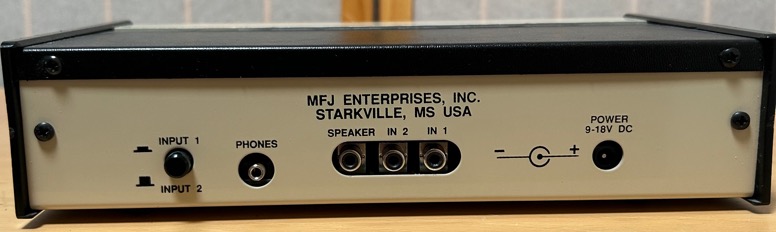 MFJ ENTERPRISES, INC.
STARKVILLE, MS USA
INPUT 1
INPUT 2
PHONES
SPEAKER IN 2 IN 1
− +
POWER
9-18V DC